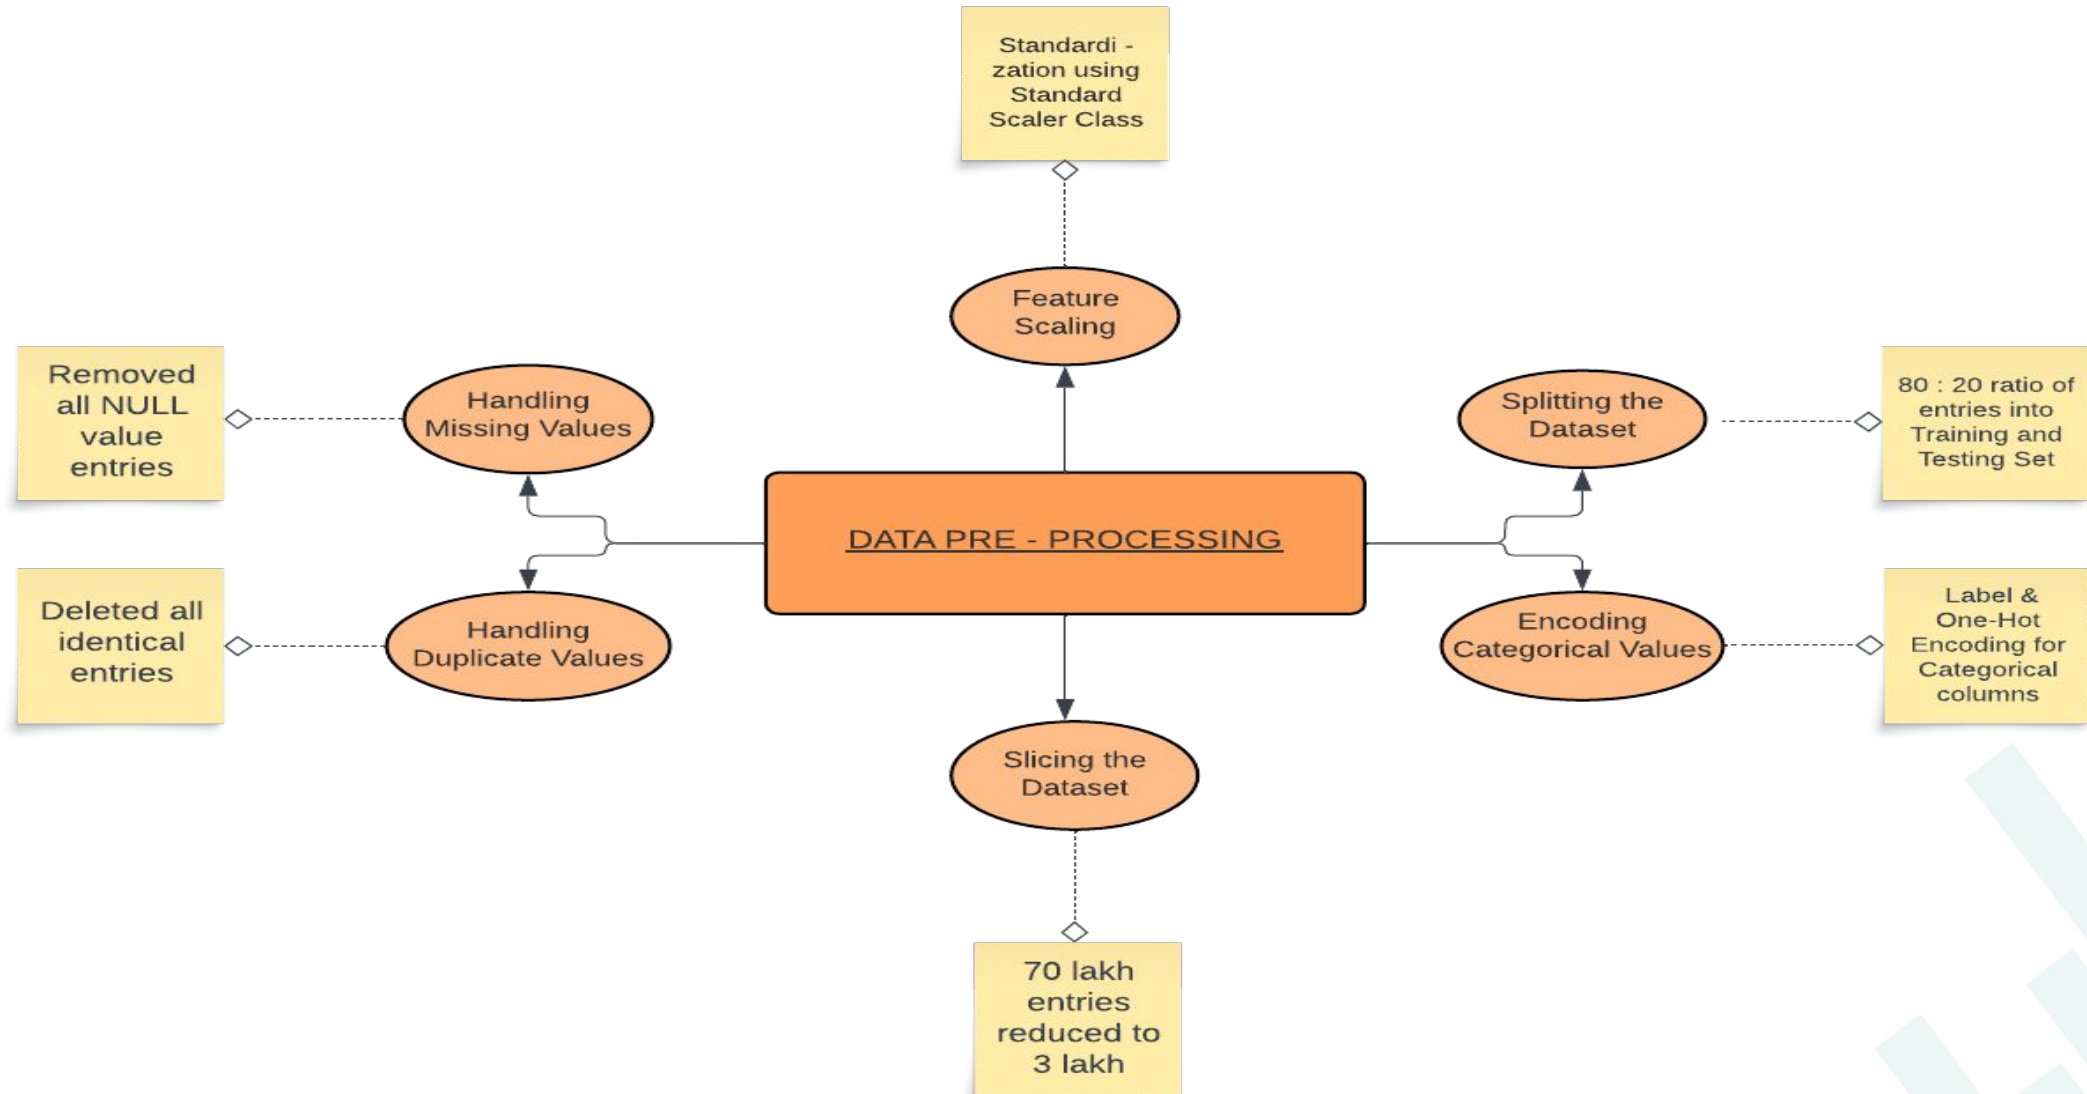 Standardi -
zation using
Standard
Scaler Class
Feature
Scaling
Removed
all NULL
value
entries
Handling
Missing Values
Splitting the
Dataset
80 : 20 ratio of
entries into
Training and
Testing Set
DATA PRE - PROCESSING
Deleted all
identical
entries
Handling
Duplicate Values
Encoding
Categorical Values
Label &
One-Hot
Encoding for
Categorical
columns
Slicing the
Dataset
70 lakh
entries
reduced to
3 lakh